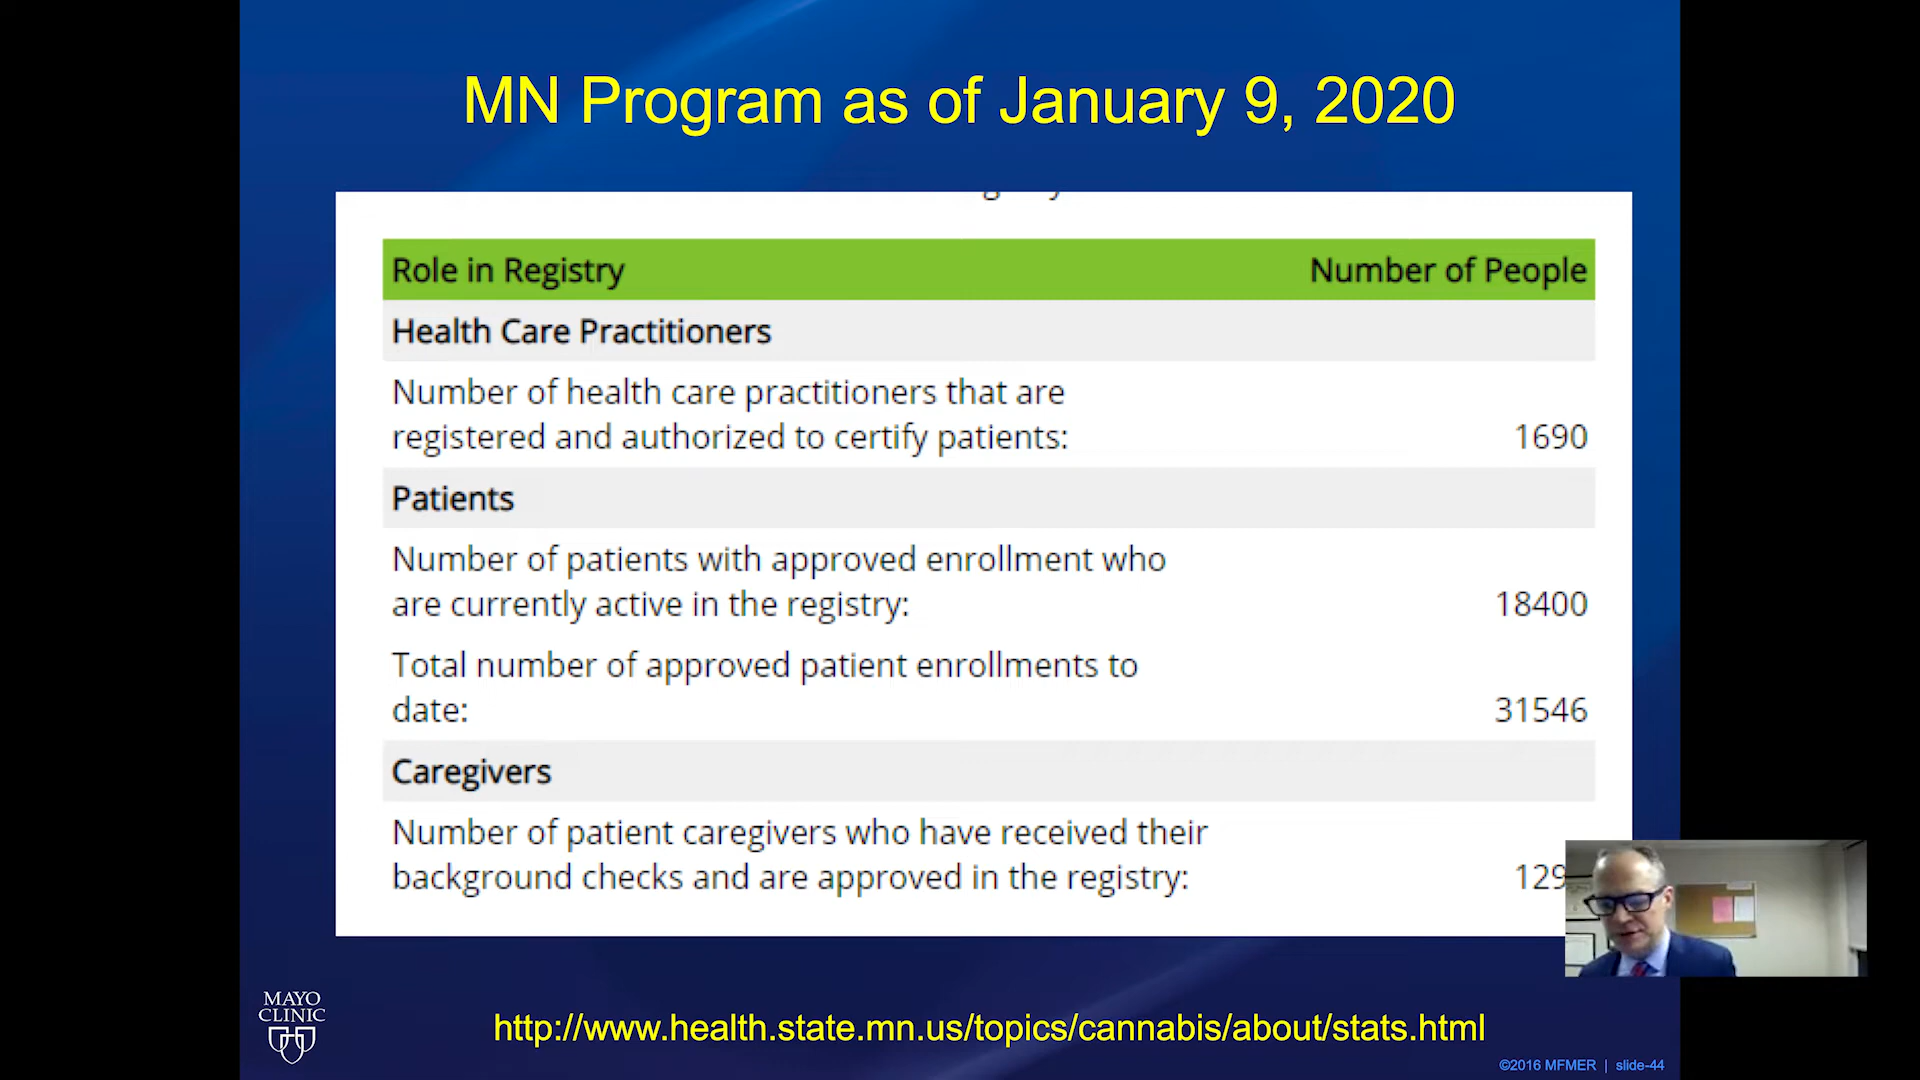 MN Program as of January 9, 2020
Role in Registry Number of People
Health Care Practitioners
Number of health care practitioners that are
registered and authorized to certify patients: 1690
Patients
Number of patients with approved enrollment who
are currently active in the registry: 18400
Total number of approved patient enrollments to
date: 31546
Caregivers
Number of patient caregivers who have received their
background checks and are approved in the registry:
MAYO
CLINIC
http://www.health.state.mn.us/topics/cannabis/about/stats.html
©2016 MFMER | slide-44